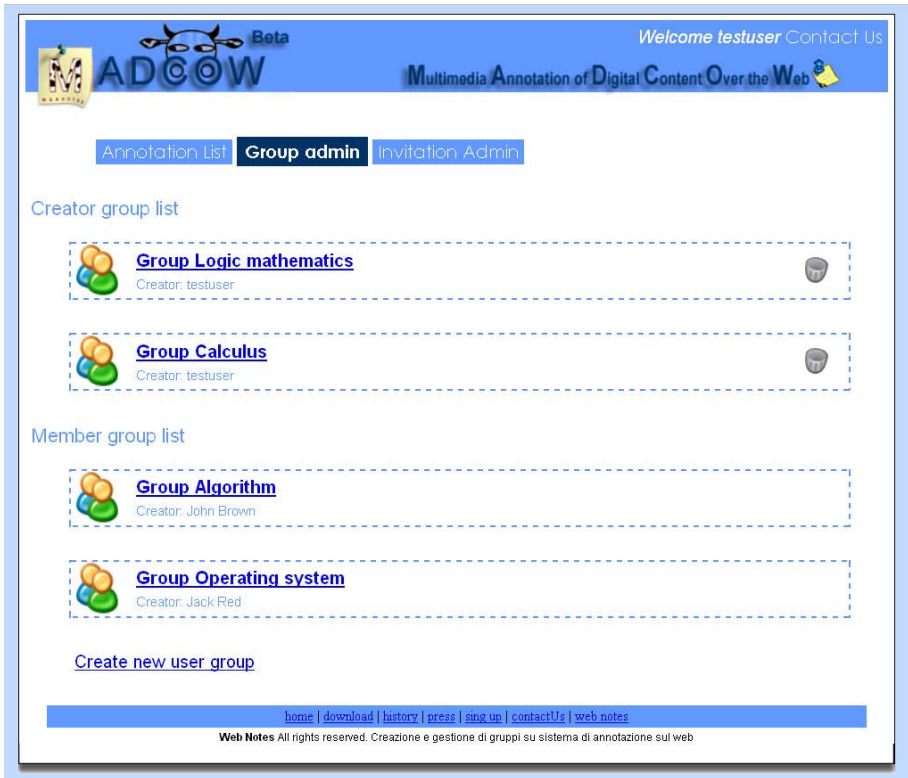 Beta
Welcome testuser Contact Us
MADCOW
Multimedia Annotation of Digital Content Over the Web
Annotation List Group admin Invitation Admin
Creator group list
Group Logic mathematics
Creator: testuser
Group Calculus
Creator: testuser
Member group list
Group Algorithm
Creator: John Brown
Group Operating system
Creator: Jack Red
Create new user group
home | download | history | press | sing up | contactUs | web notes
Web Notes All rights reserved. Creazione e gestione di gruppi su sistema di annotazione sul web